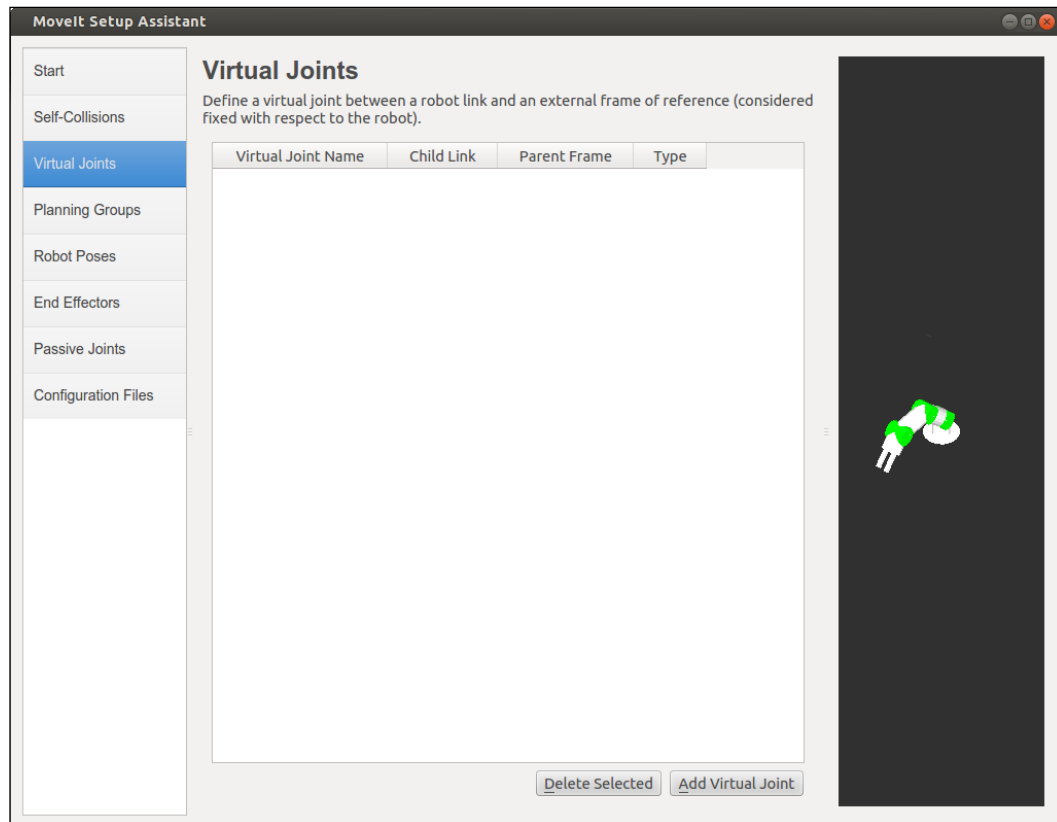 MoveIt Setup Assistant
Start
Self-Collisions
Virtual Joints
Planning Groups
Robot Poses
End Effectors
Passive Joints
Configuration Files
Virtual Joints
Define a virtual joint between a robot link and an external frame of reference (considered
fixed with respect to the robot).
Virtual Joint Name Child Link Parent Frame Type
Delete Selected Add Virtual Joint